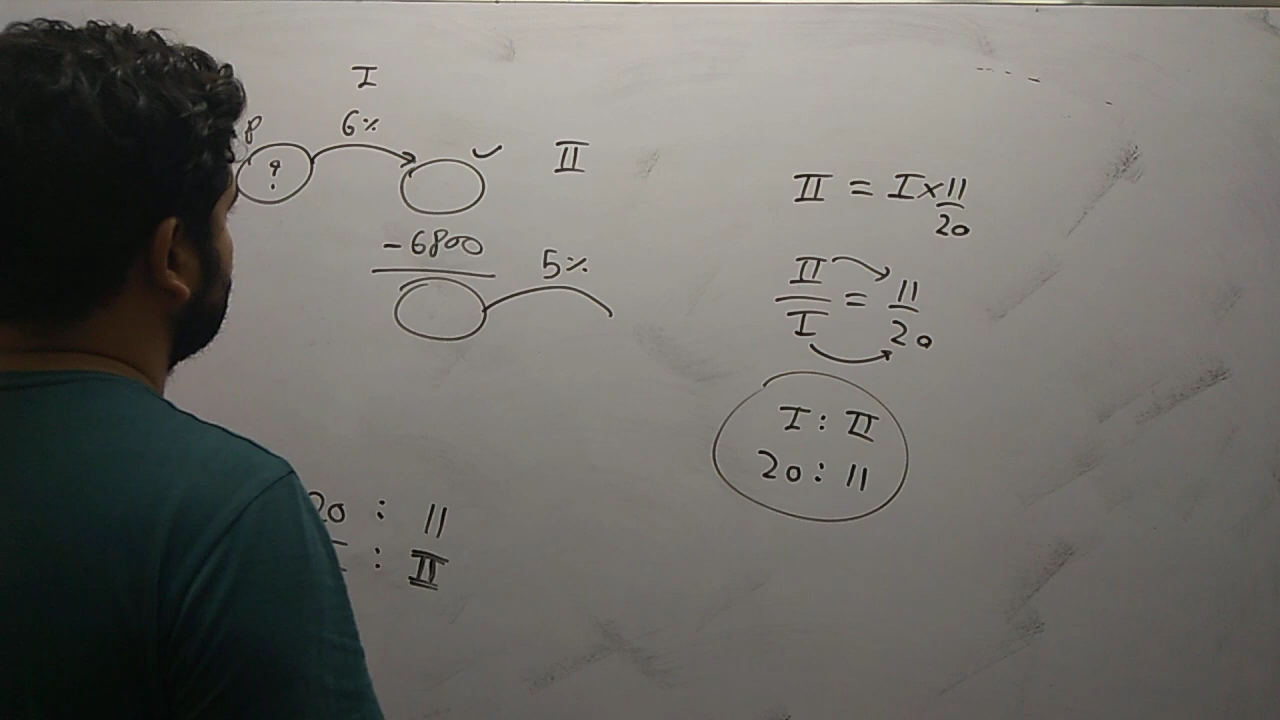 I
P 6%
? ✓ II
- 6800
5%
20 : 11
: II
II = I × 11/20
II/I = 11/20
I : II
20 : 11